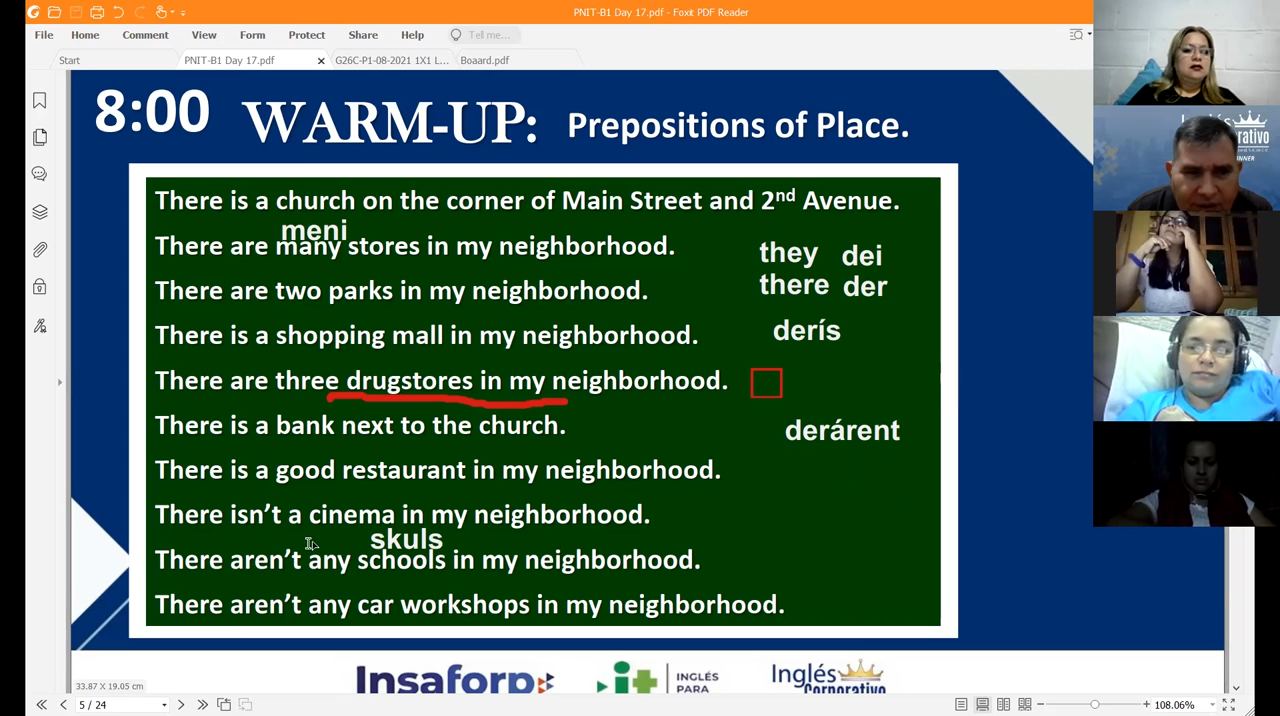 PNIT-B1 Day 17.pdf - Foxit PDF Reader
File Home Comment View Form Protect Share Help Tell me...
Start PNIT-B1 Day 17.pdf G26C-P1-08-2021 1X1 L... Boaard.pdf
8:00 WARM-UP: Prepositions of Place.
There is a church on the corner of Main Street and 2nd Avenue.
meni
There are many stores in my neighborhood.
they dei
There are two parks in my neighborhood.
there der
There is a shopping mall in my neighborhood.
derís
There are three drugstores in my neighborhood.
There is a bank next to the church.
derárent
There is a good restaurant in my neighborhood.
There isn't a cinema in my neighborhood.
skuls
There aren't any schools in my neighborhood.
There aren't any car workshops in my neighborhood.
Insaforp
it INGLÉS
PARA
Inglés
Corporativo
33.87 X 19.05 cm
5 / 24
108.06%